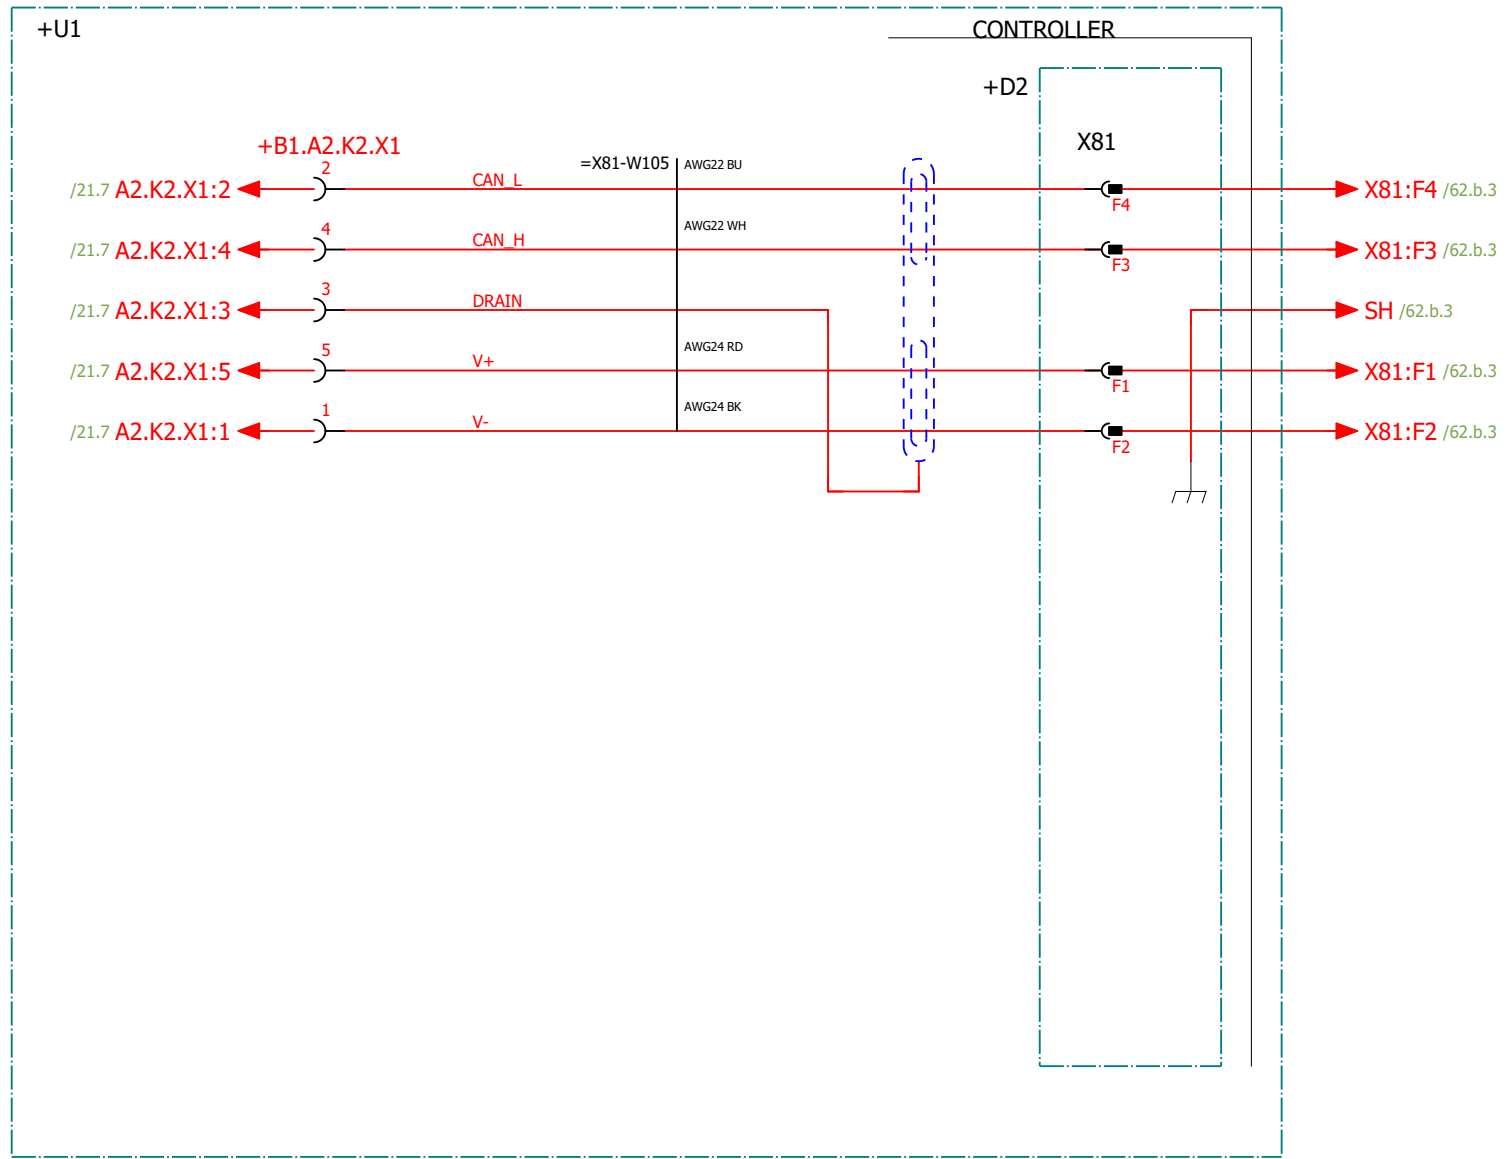 +U1
CONTROLLER
+D2
+B1.A2.K2.X1
X81
=X81-W105
AWG22 BU
/21.7 A2.K2.X1:2
2
CAN_L
F4
X81:F4 /62.b.3
AWG22 WH
/21.7 A2.K2.X1:4
4
CAN_H
F3
X81:F3 /62.b.3
/21.7 A2.K2.X1:3
3
DRAIN
SH /62.b.3
AWG24 RD
/21.7 A2.K2.X1:5
5
V+
F1
X81:F1 /62.b.3
AWG24 BK
/21.7 A2.K2.X1:1
1
V-
F2
X81:F2 /62.b.3